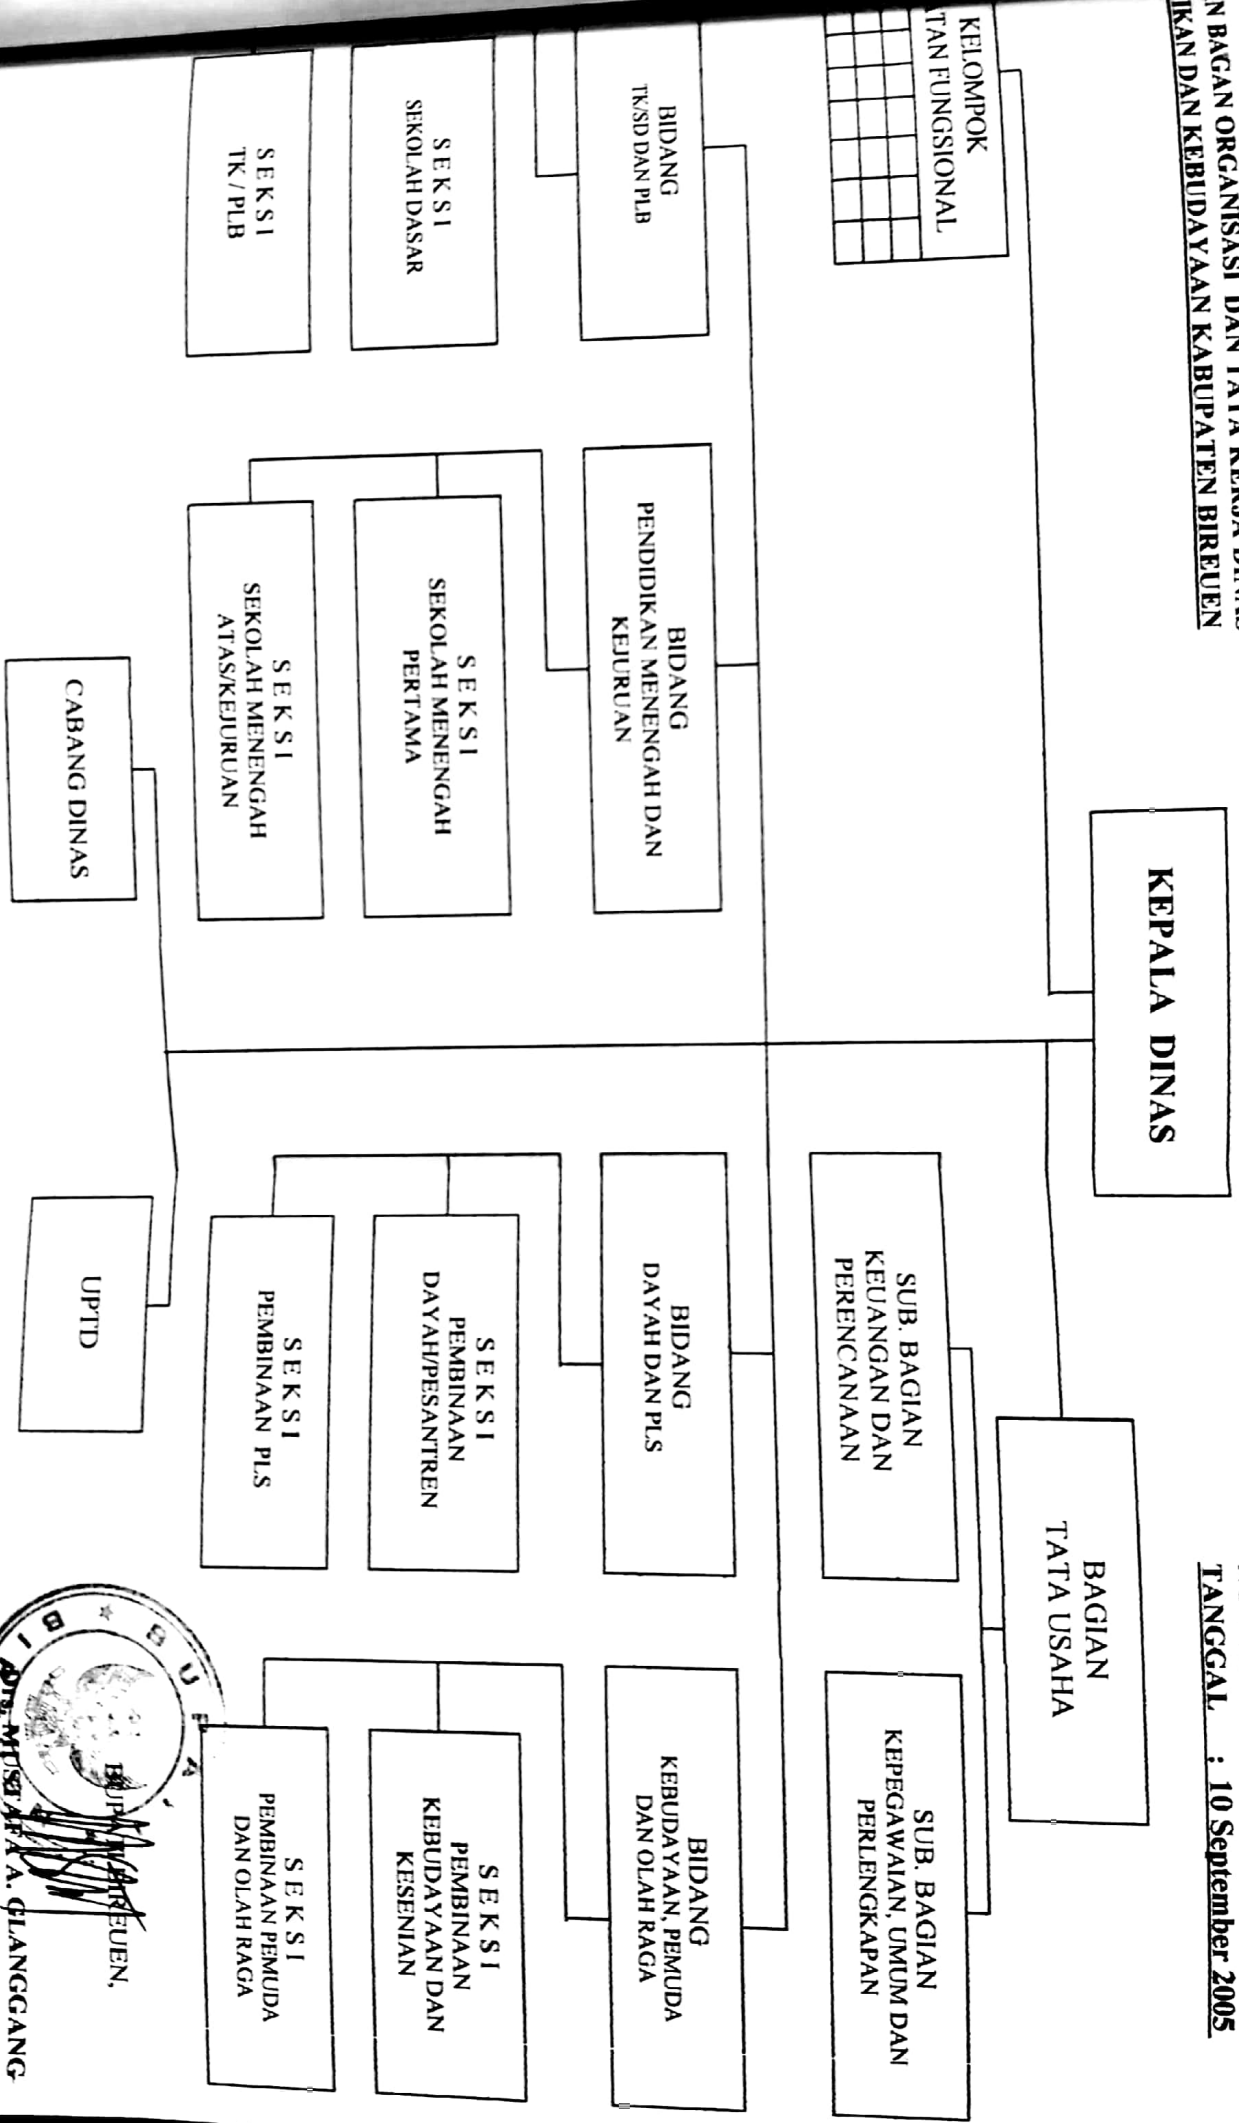 N BAGAN ORGANISASI DAN TATA KERJA DINAS
IKAN DAN KEBUDAYAAN KABUPATEN BIREUEN
TANGGAL : 10 September 2005
KEPALA DINAS
KELOMPOK
TAN FUNGSIONAL
BAGIAN
TATA USAHA
SUB. BAGIAN
KEUANGAN DAN
PERENCANAAN
SUB. BAGIAN
KEPEGAWAIAN, UMUM DAN
PERLENGKAPAN
BIDANG
TK/SD DAN PLB
BIDANG
PENDIDIKAN MENENGAH DAN
KEJURUAN
BIDANG
DAYAH DAN PLS
BIDANG
KEBUDAYAAN, PEMUDA
DAN OLAH RAGA
S E K S I
SEKOLAH DASAR
S E K S I
SEKOLAH MENENGAH
PERTAMA
S E K S I
PEMBINAAN
DAYAH/PESANTREN
S E K S I
PEMBINAAN
KEBUDAYAAN DAN
KESENIAN
S E K S I
TK / PLB
S E K S I
SEKOLAH MENENGAH
ATAS/KEJURUAN
S E K S I
PEMBINAAN PLS
S E K S I
PEMBINAAN PEMUDA
DAN OLAH RAGA
CABANG DINAS
UPTD
BUPATI BIREUEN,
Drs. MUSTAFA A. GLANGGANG